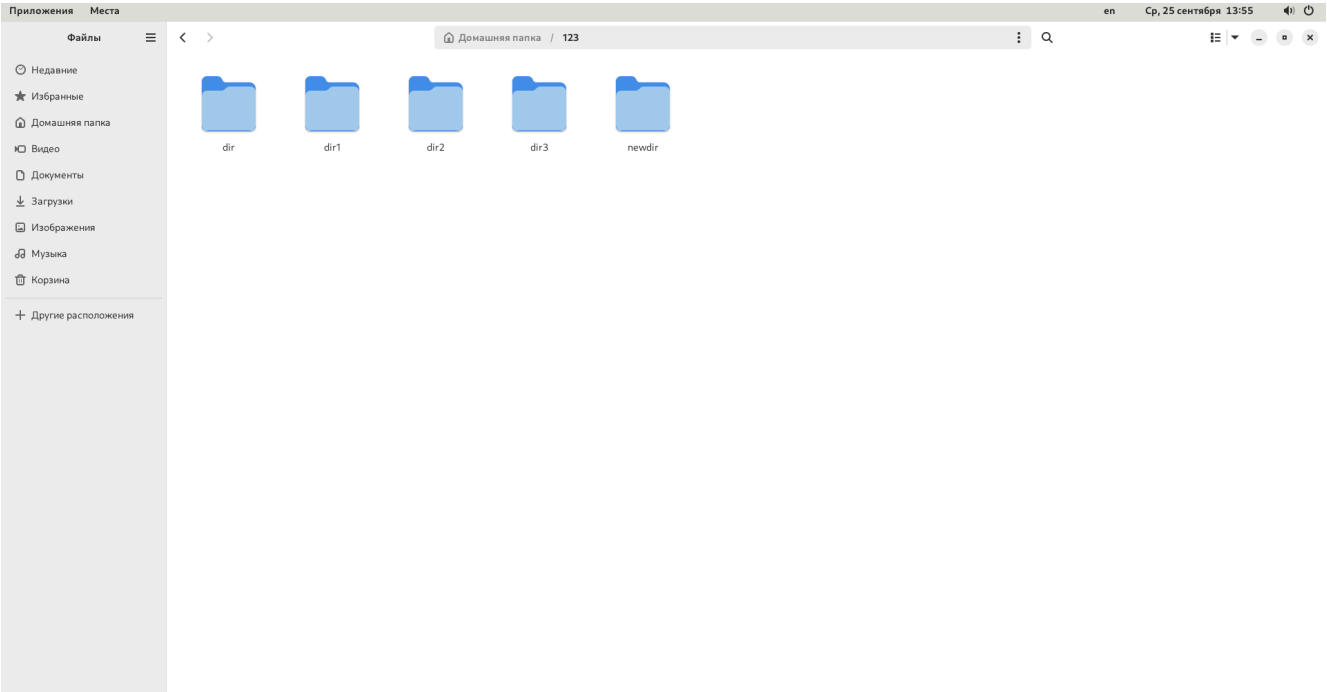 Приложения Места en Ср, 25 сентября 13:55
Файлы Домашняя папка / 123
Недавние
Избранные
Домашняя папка
Видео
Документы
Загрузки
Изображения
Музыка
Корзина
Другие расположения
dir dir1 dir2 dir3 newdir